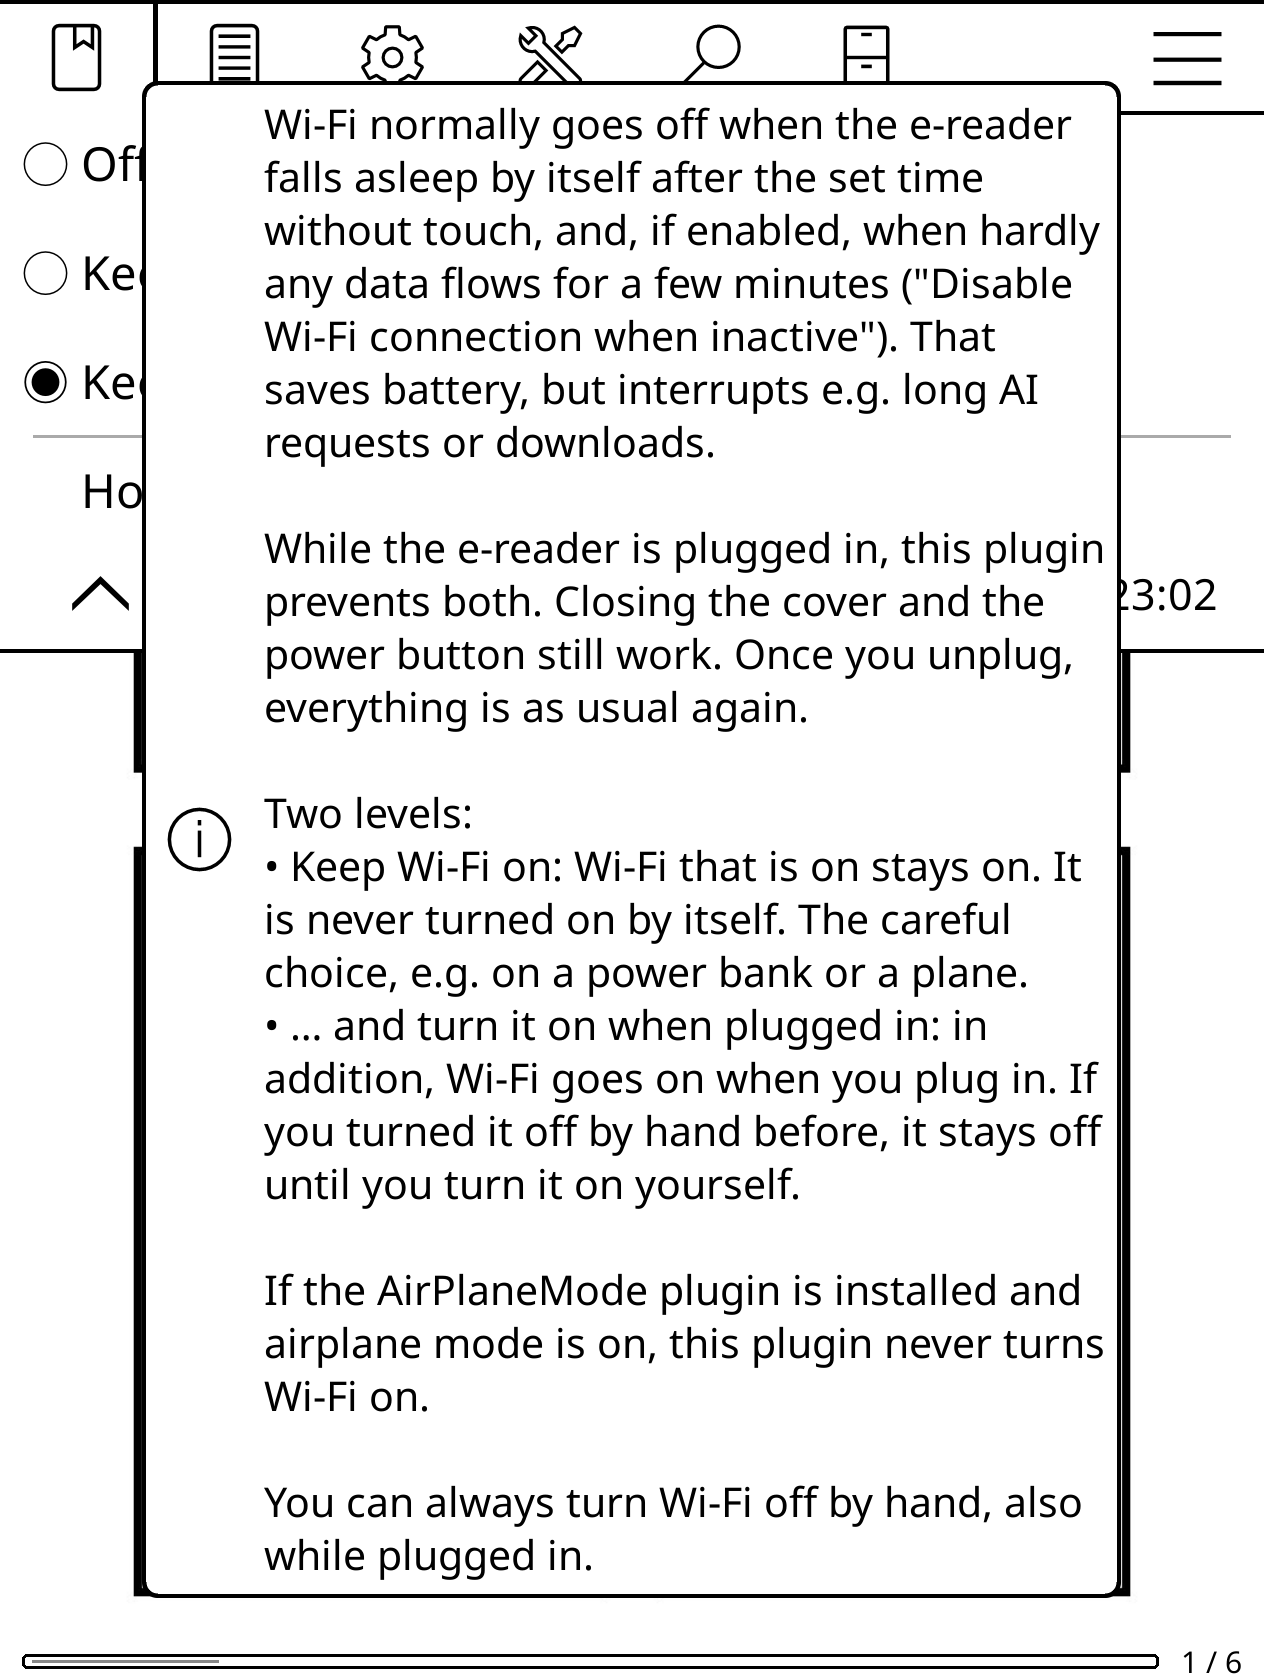 Off
Wi-Fi normally goes off when the e-reader
falls asleep by itself after the set time
without touch, and, if enabled, when hardly
any data flows for a few minutes ("Disable
Wi-Fi connection when inactive"). That
saves battery, but interrupts e.g. long AI
requests or downloads.
While the e-reader is plugged in, this plugin
prevents both. Closing the cover and the
power button still work. Once you unplug,
everything is as usual again.
Two levels:
• Keep Wi-Fi on: Wi-Fi that is on stays on. It
is never turned on by itself. The careful
choice, e.g. on a power bank or a plane.
• … and turn it on when plugged in: in
addition, Wi-Fi goes on when you plug in. If
you turned it off by hand before, it stays off
until you turn it on yourself.
If the AirPlaneMode plugin is installed and
airplane mode is on, this plugin never turns
Wi-Fi on.
You can always turn Wi-Fi off by hand, also
while plugged in.
23:02
1 / 6